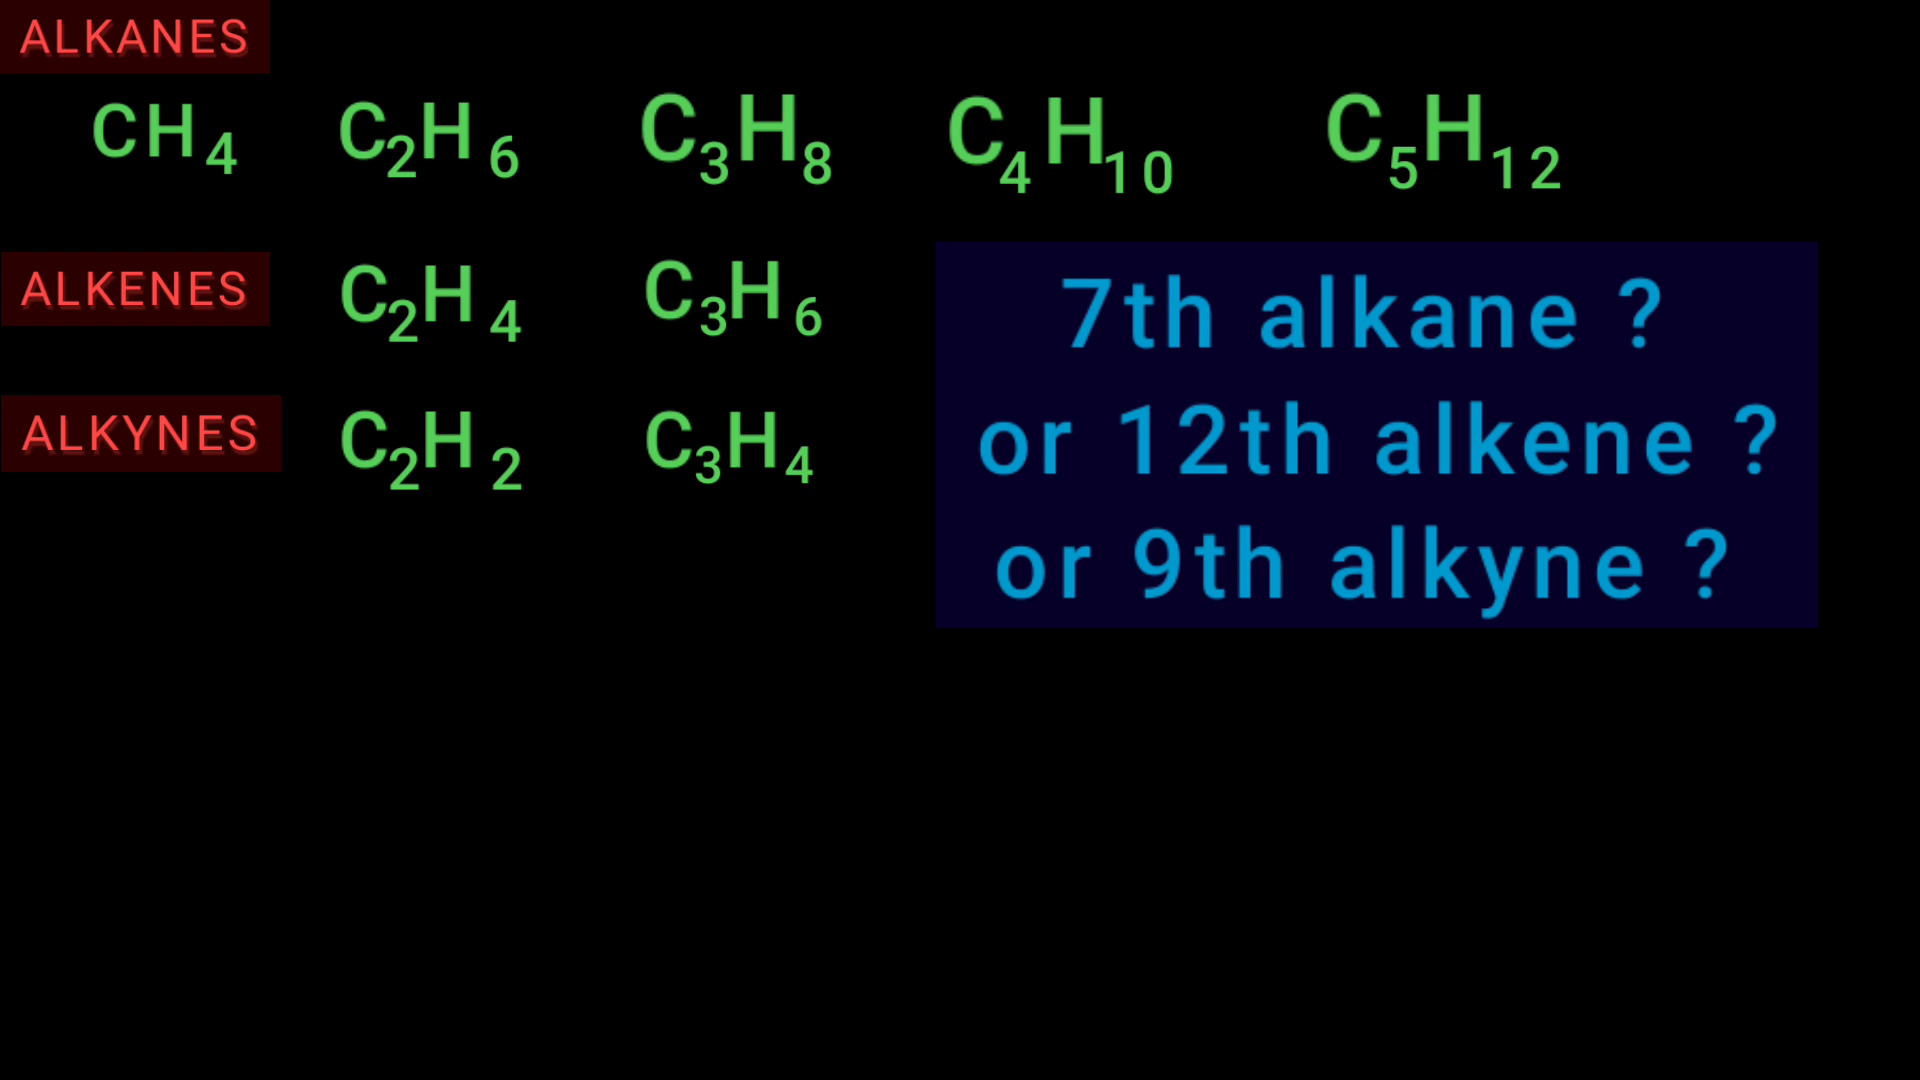 ALKANES
CH₄ C₂H₆ C₃H₈ C₄H₁₀ C₅H₁₂
ALKENES C₂H₄ C₃H₆
7th alkane ?
ALKYNES C₂H₂ C₃H₄
or 12th alkene ?
or 9th alkyne ?